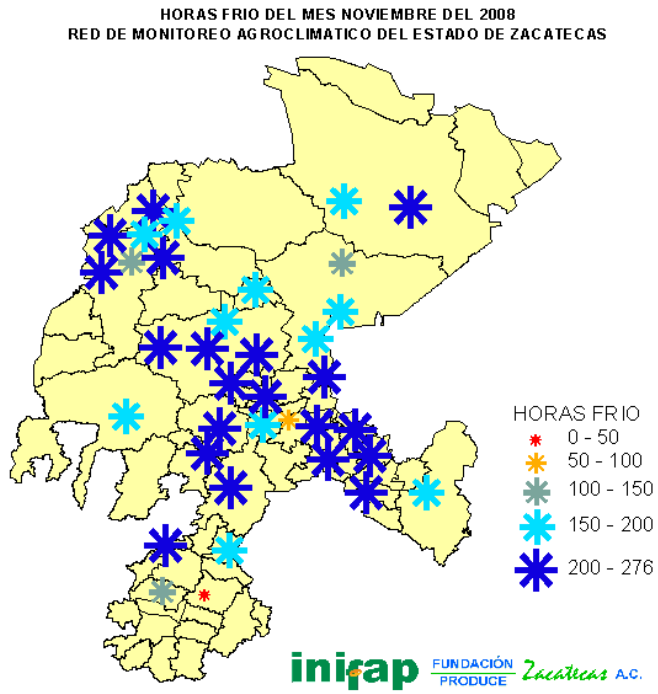 HORAS FRIO DEL MES NOVIEMBRE DEL 2008
RED DE MONITOREO AGROCLIMATICO DEL ESTADO DE ZACATECAS
HORAS FRIO
0 - 50
50 - 100
100 - 150
150 - 200
200 - 276
inifap
FUNDACIÓN
PRODUCE
Zacatecas A.C.